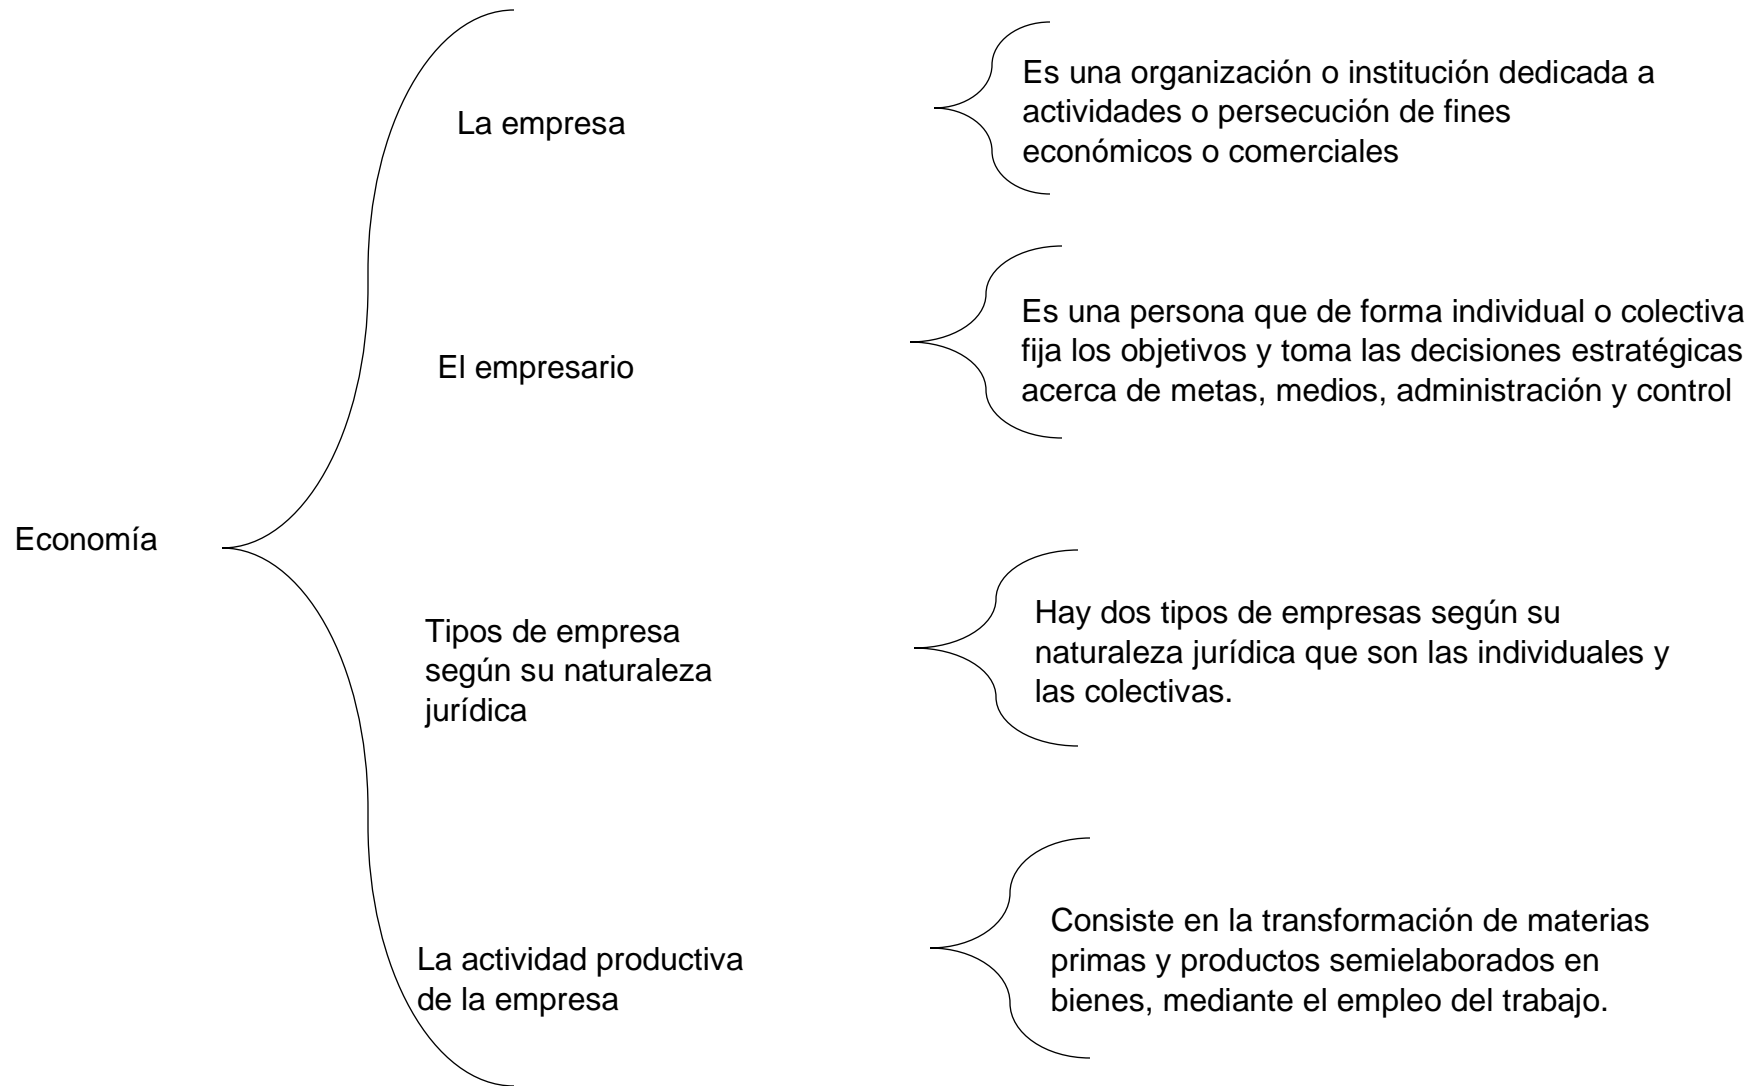 Economía
La empresa
Es una organización o institución dedicada a
actividades o persecución de fines
económicos o comerciales
El empresario
Es una persona que de forma individual o colectiva
fija los objetivos y toma las decisiones estratégicas
acerca de metas, medios, administración y control
Tipos de empresa
según su naturaleza
jurídica
Hay dos tipos de empresas según su
naturaleza jurídica que son las individuales y
las colectivas.
La actividad productiva
de la empresa
Consiste en la transformación de materias
primas y productos semielaborados en
bienes, mediante el empleo del trabajo.